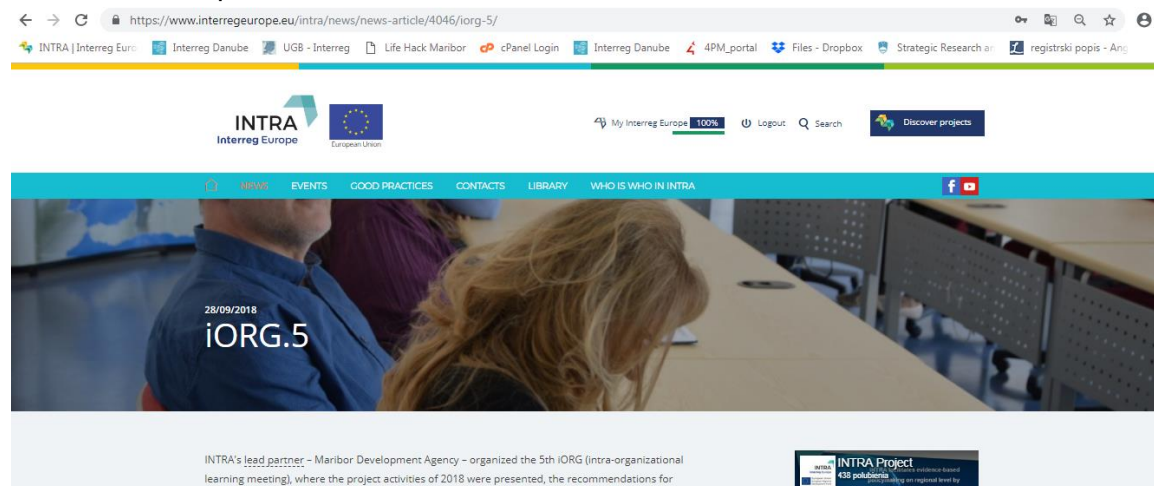 https://www.interregeurope.eu/intra/news/news-article/4046/iorg-5/
INTRA | Interreg Euro Interreg Danube UGB - Interreg Life Hack Maribor cPanel Login Interreg Danube 4PM_portal Files - Dropbox Strategic Research an registrski popis - Ang
INTRA
Interreg Europe
European Union
My Interreg Europe 100% Logout Search Discover projects
NEWS EVENTS GOOD PRACTICES CONTACTS LIBRARY WHO IS WHO IN INTRA
28/09/2018
iORG.5
INTRA's lead partner – Maribor Development Agency – organized the 5th iORG (intra-organizational
learning meeting), where the project activities of 2018 were presented, the recommendations for
INTRA Project
438 polubienia